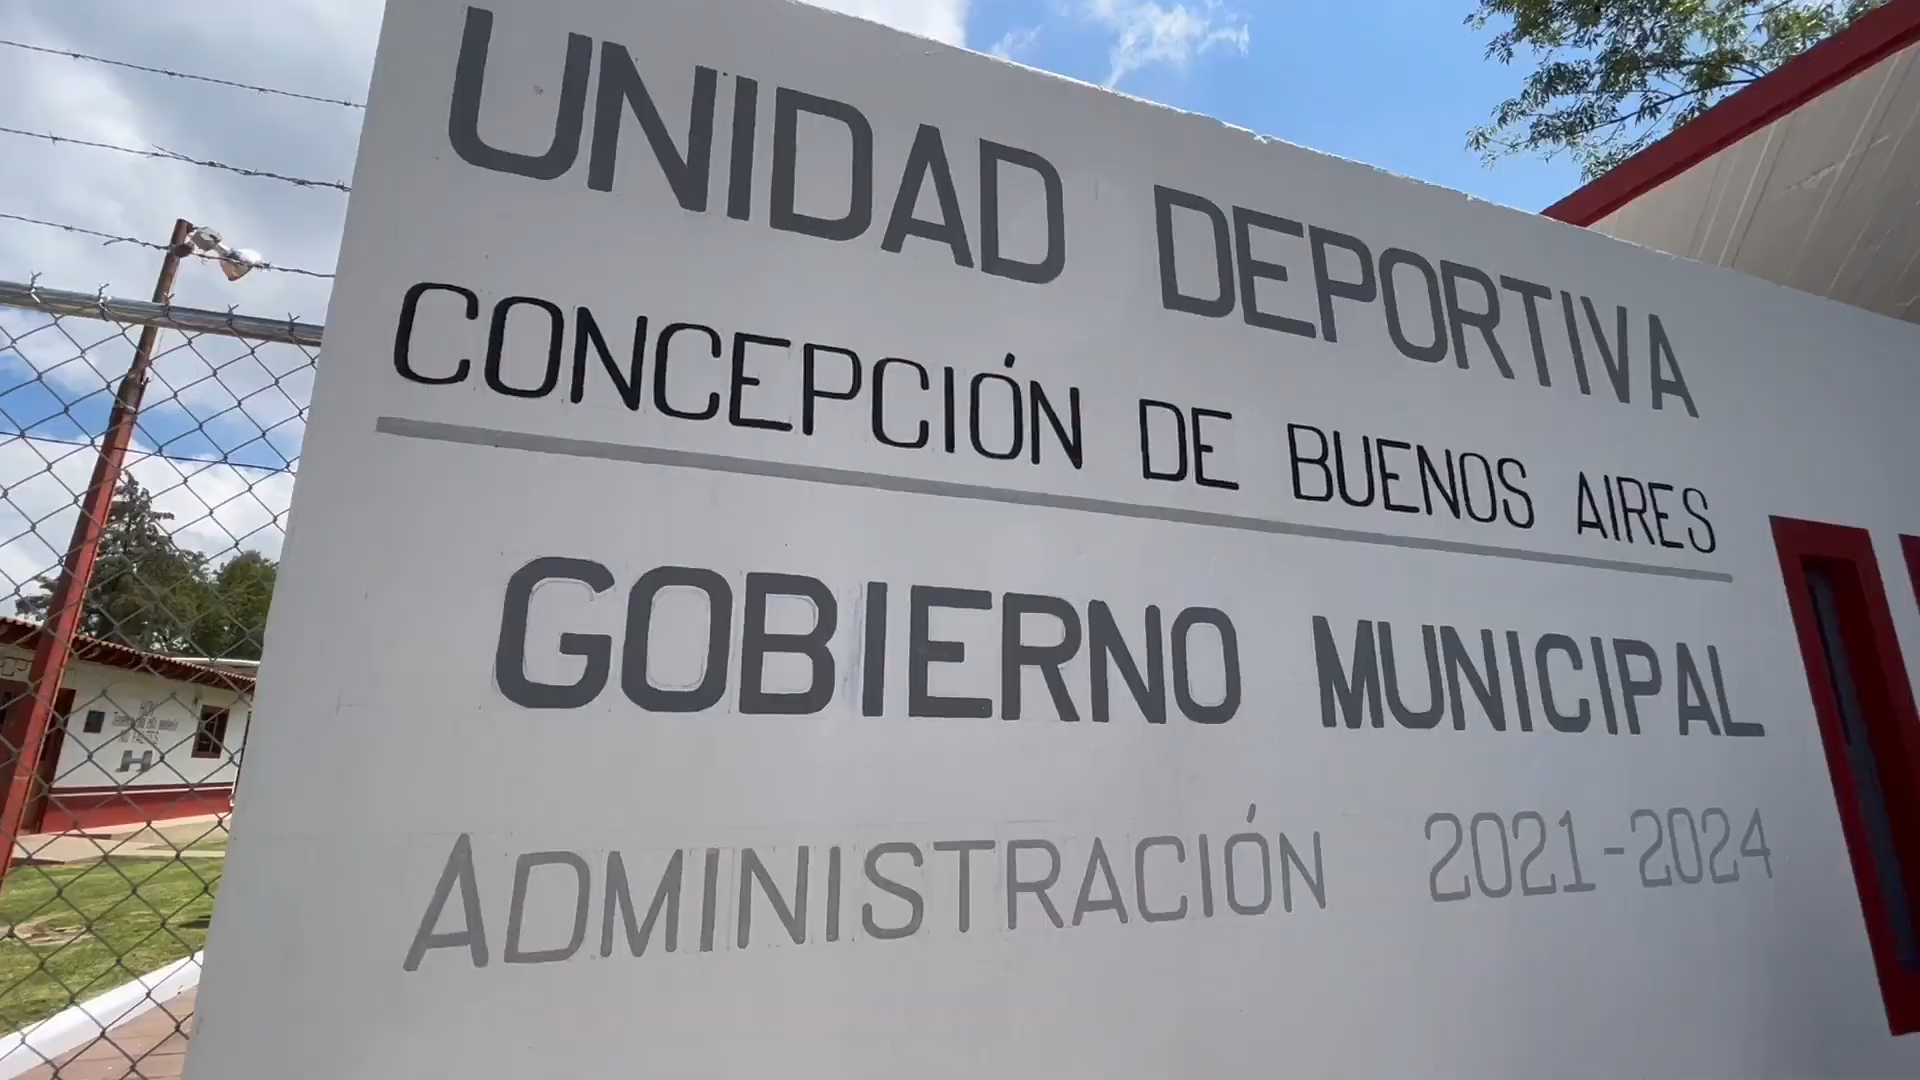 UNIDAD DEPORTIVA
CONCEPCIÓN DE BUENOS AIRES
GOBIERNO MUNICIPAL
ADMINISTRACIÓN 2021-2024